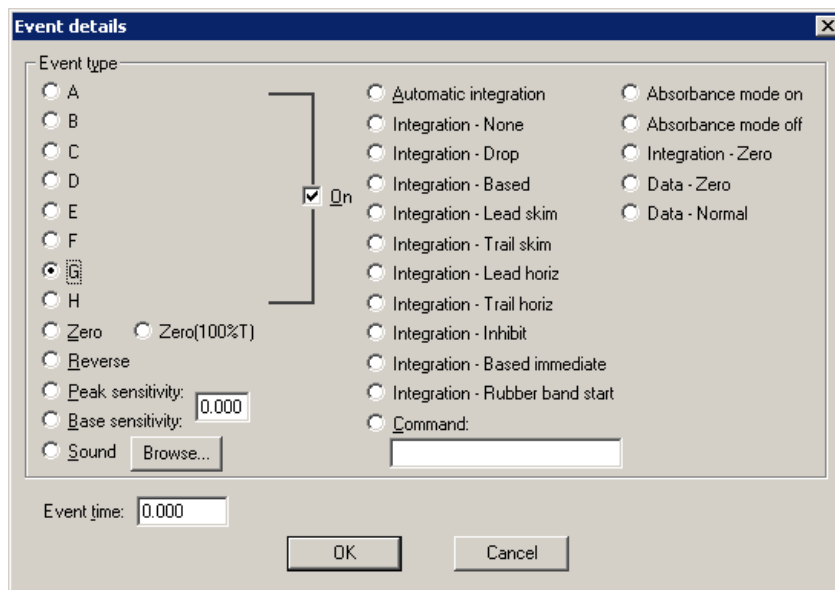 Event details
Event type
A
B
C
D
E
F
G
H
On
Zero
Zero(100%T)
Reverse
Peak sensitivity:
Base sensitivity:
0.000
Sound
Browse...
Automatic integration
Integration - None
Integration - Drop
Integration - Based
Integration - Lead skim
Integration - Trail skim
Integration - Lead horiz
Integration - Trail horiz
Integration - Inhibit
Integration - Based immediate
Integration - Rubber band start
Command:
Absorbance mode on
Absorbance mode off
Integration - Zero
Data - Zero
Data - Normal
Event time:
0.000
OK
Cancel